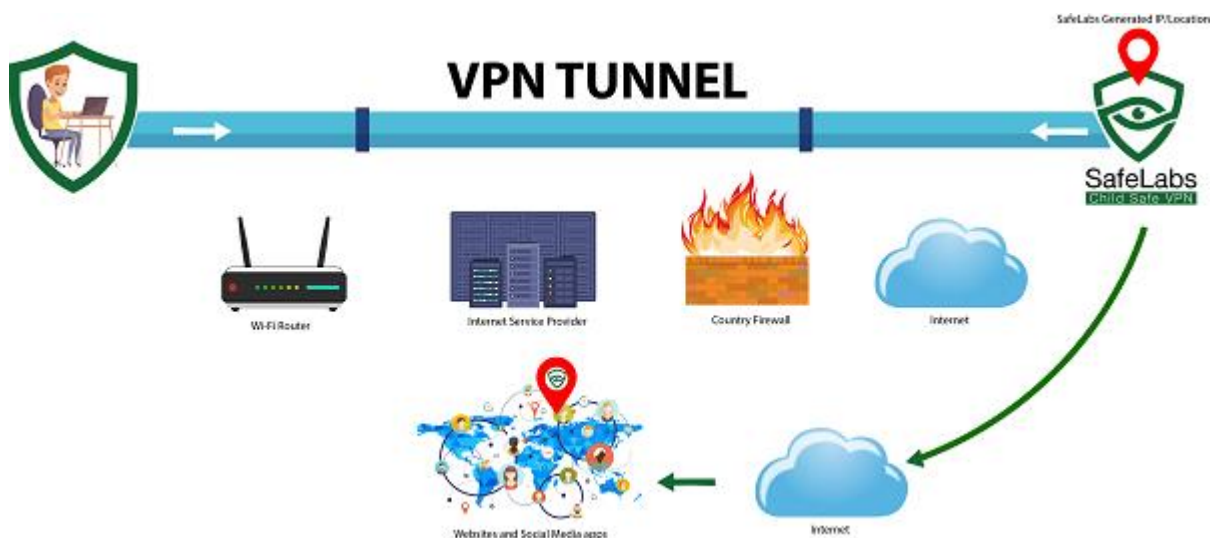 SafeLabs Generated IP/Location
VPN TUNNEL
SafeLabs
Child Safe VPN
Wi-Fi Router
Internet Service Provider
Country Firewall
Internet
Websites and Social Media apps
Internet